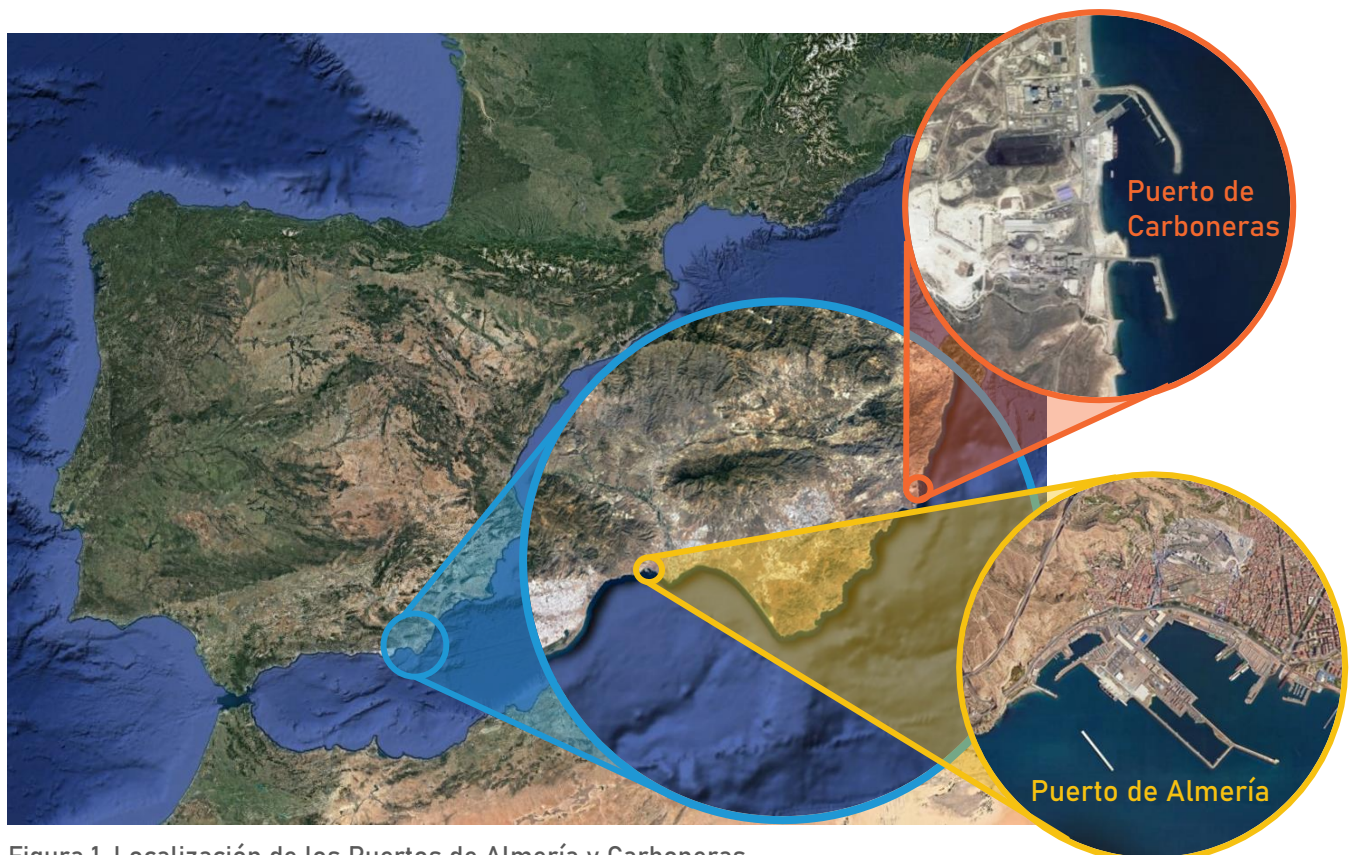 Puerto de
Carboneras
Puerto de Almería
Figura 1. Localización de los Puertos de Almería y Carboneras